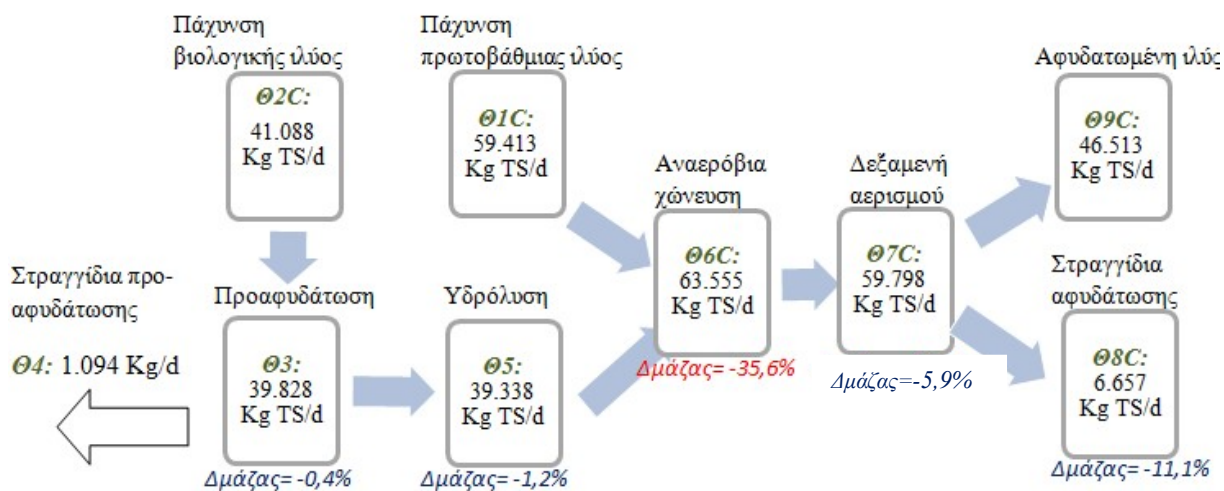 Πάχυνση
βιολογικής ιλύος
Θ2C:
41.088
Kg TS/d
Πάχυνση
πρωτοβάθμιας ιλύος
Θ1C:
59.413
Kg TS/d
Αφυδατωμένη ιλύς
Θ9C:
46.513
Kg TS/d
Αναερόβια
χώνευση
Θ6C:
63.555
Kg TS/d
Δμάζας= -35,6%
Δεξαμενή
αερισμού
Θ7C:
59.798
Kg TS/d
Δμάζας=-5,9%
Στραγγίδια προ-
αφυδάτωσης
Θ4: 1.094 Kg/d
Προαφυδάτωση
Θ3:
39.828
Kg TS/d
Δμάζας= -0,4%
Υδρόλυση
Θ5:
39.338
Kg TS/d
Δμάζας= -1,2%
Στραγγίδια
αφυδάτωσης
Θ8C:
6.657
Kg TS/d
Δμάζας= -11,1%